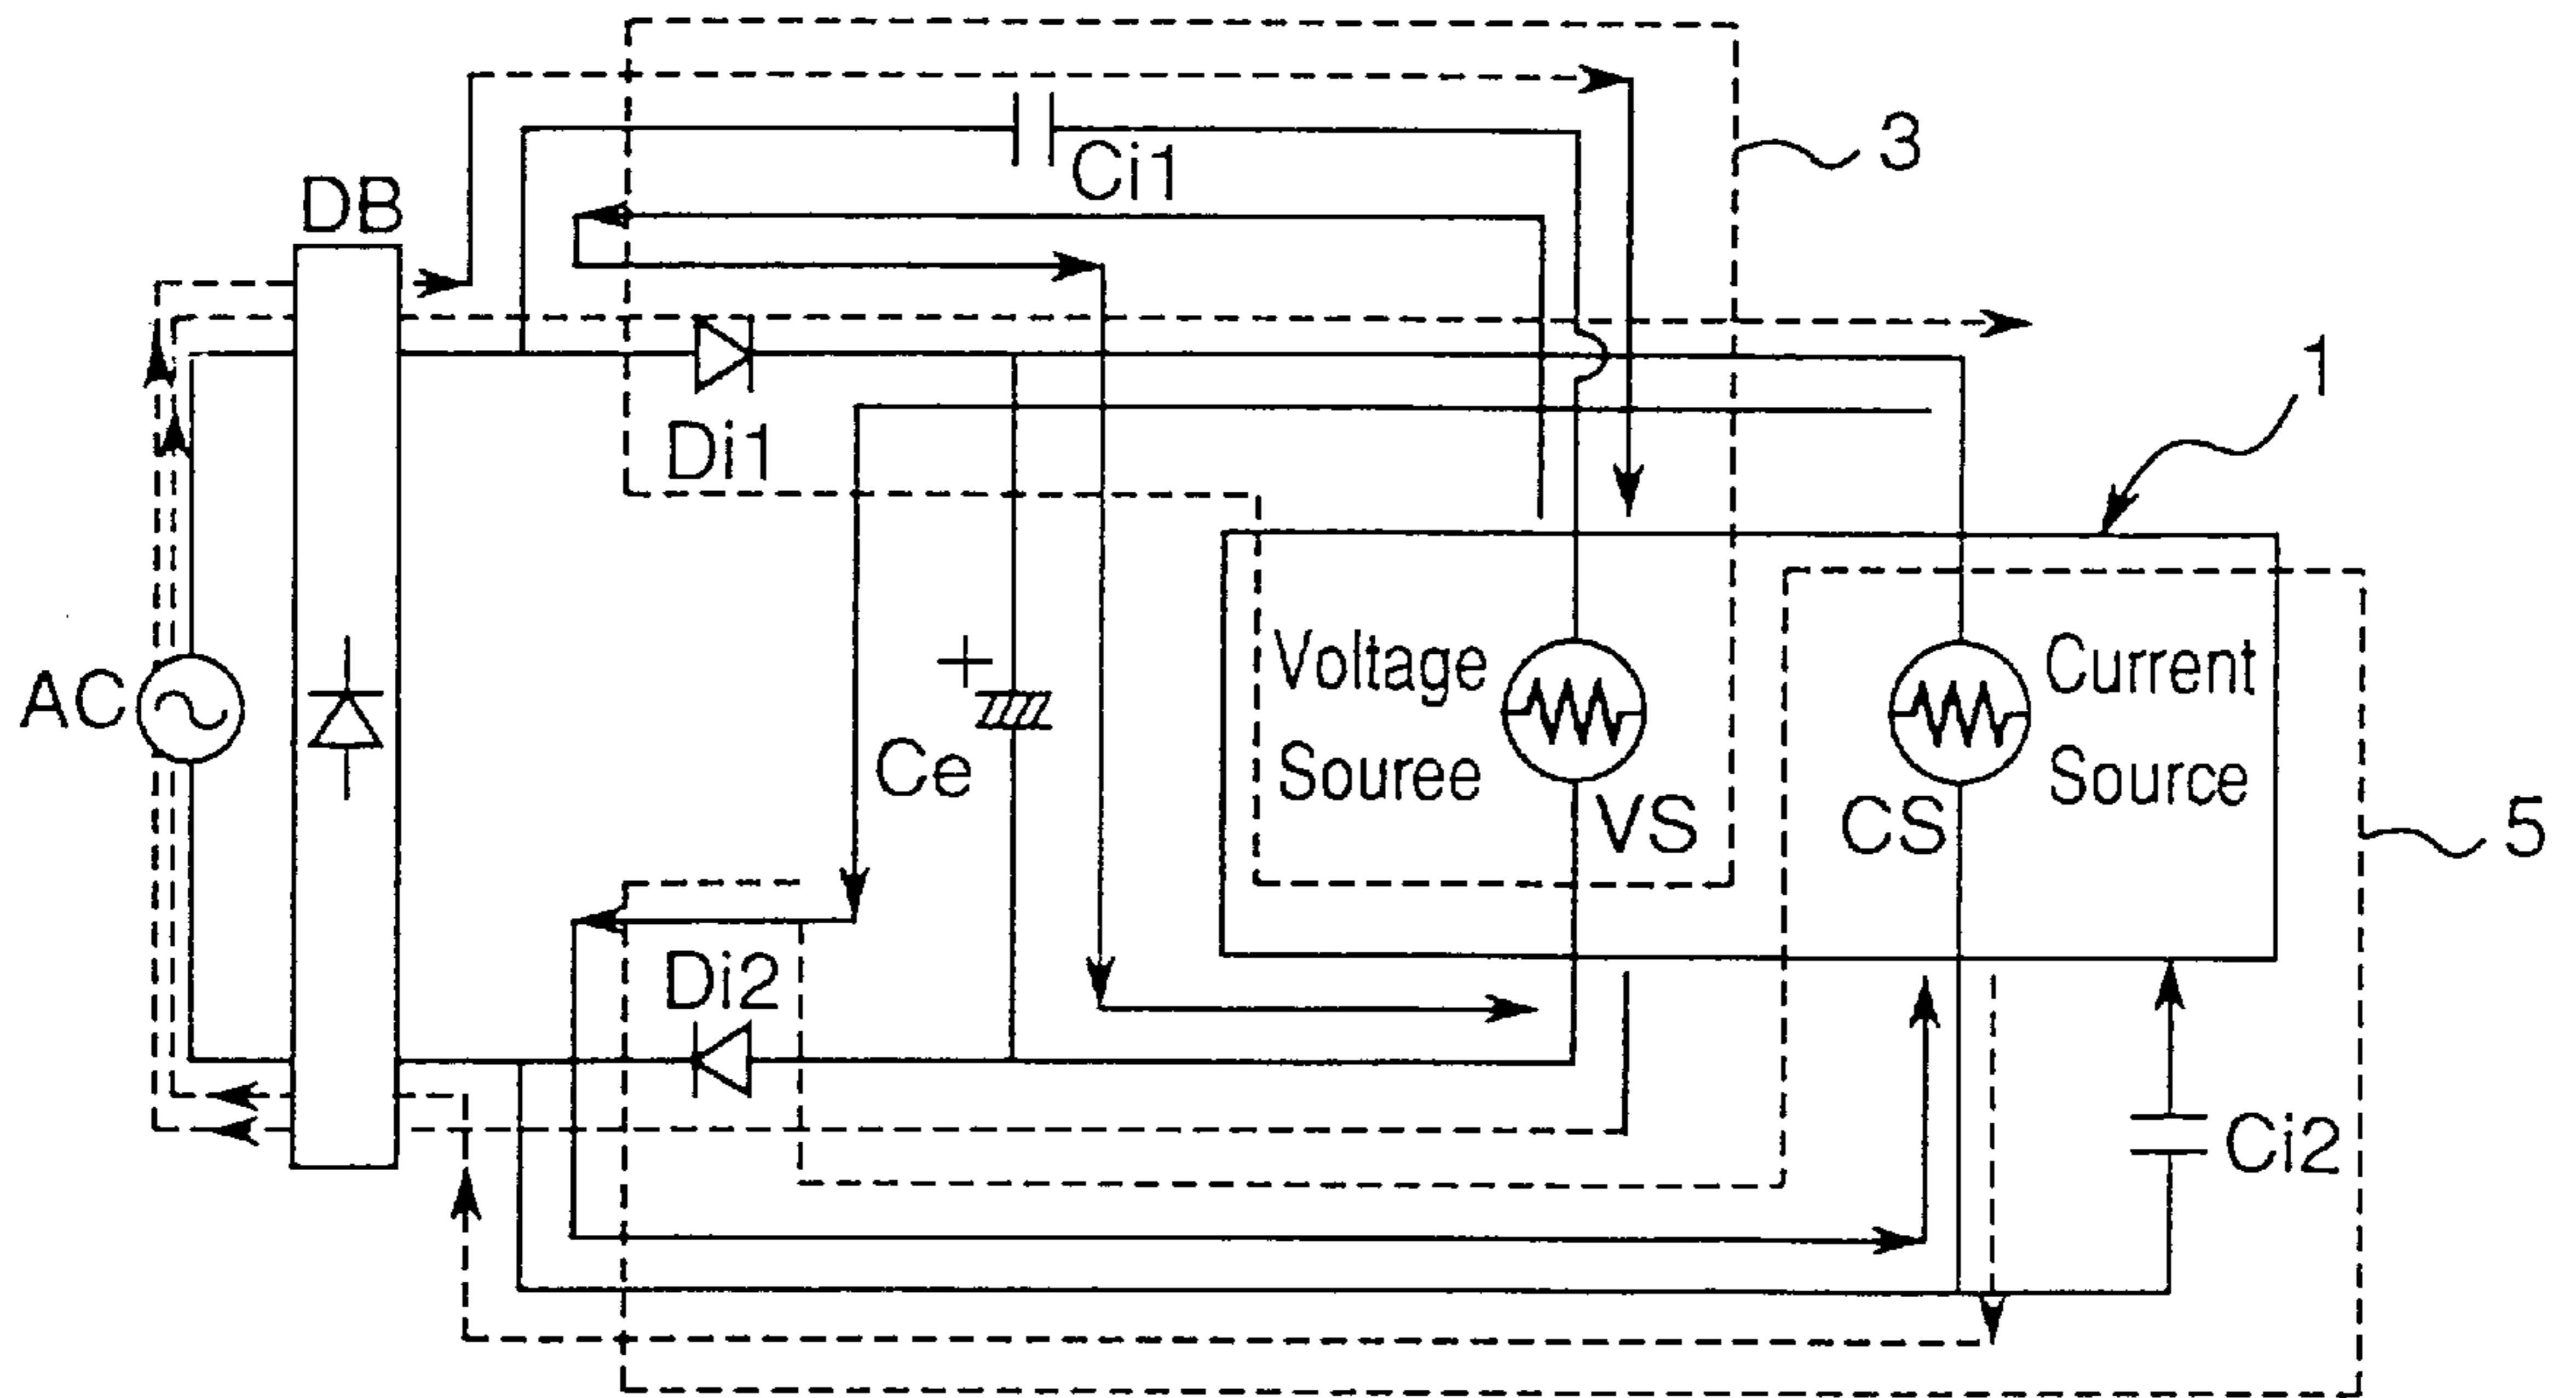 3
Ci1
DB
1
Di1
Voltage
Souree
VS
Current
Source
CS
AC
+
Ce
5
Di2
Ci2